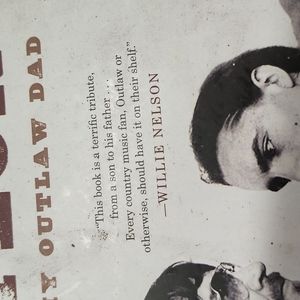 Y OUTLAW DAD
"This book is a terrific tribute,
from a son to his father . . .
Every country music fan, Outlaw or
otherwise, should have it on their shelf."
—WILLIE NELSON